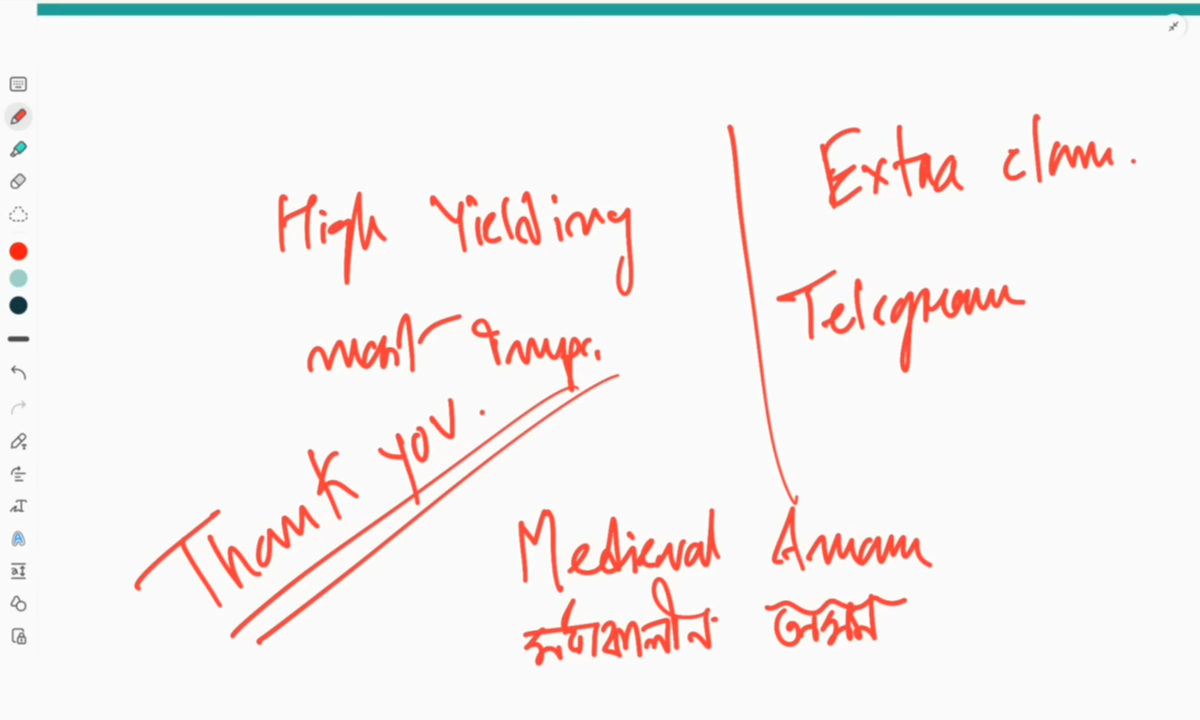 High Yielding
most Imp.
Thank you.
Extra class.
Telegram
Medieval Assam
মধ্যকালীন অসম